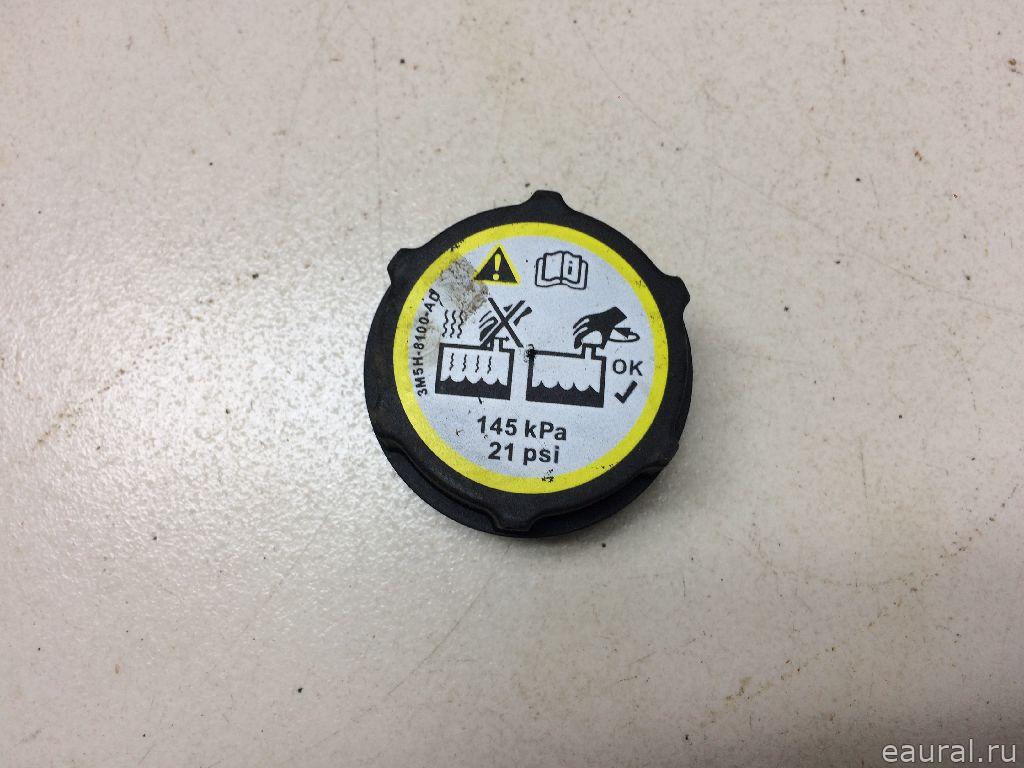 3M5H-8100-AD
OK
145 kPa
21 psi
eaural.ru